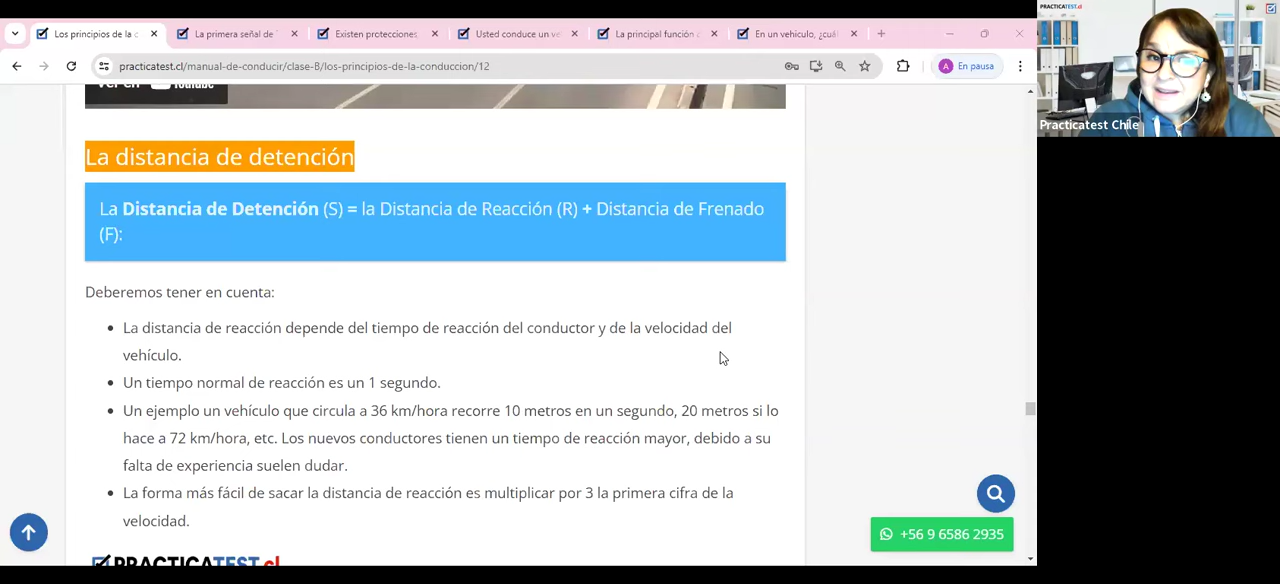 Los principios de la c
La primera señal de
Existen protecciones
Usted conduce un ve
La principal función
En un vehículo, ¿cuál
practicatest.cl/manual-de-conducir/clase-B/los-principios-de-la-conduccion/12
A
En pausa
PRACTICATEST.cl
Practicatest Chile
Ver en YouTube
La distancia de detención
La Distancia de Detención (S) = la Distancia de Reacción (R) + Distancia de Frenado
(F):
Deberemos tener en cuenta:
• La distancia de reacción depende del tiempo de reacción del conductor y de la velocidad del
vehículo.
• Un tiempo normal de reacción es un 1 segundo.
• Un ejemplo un vehículo que circula a 36 km/hora recorre 10 metros en un segundo, 20 metros si lo
hace a 72 km/hora, etc. Los nuevos conductores tienen un tiempo de reacción mayor, debido a su
falta de experiencia suelen dudar.
• La forma más fácil de sacar la distancia de reacción es multiplicar por 3 la primera cifra de la
velocidad.
+56 9 6586 2935
PRACTICATEST.cl